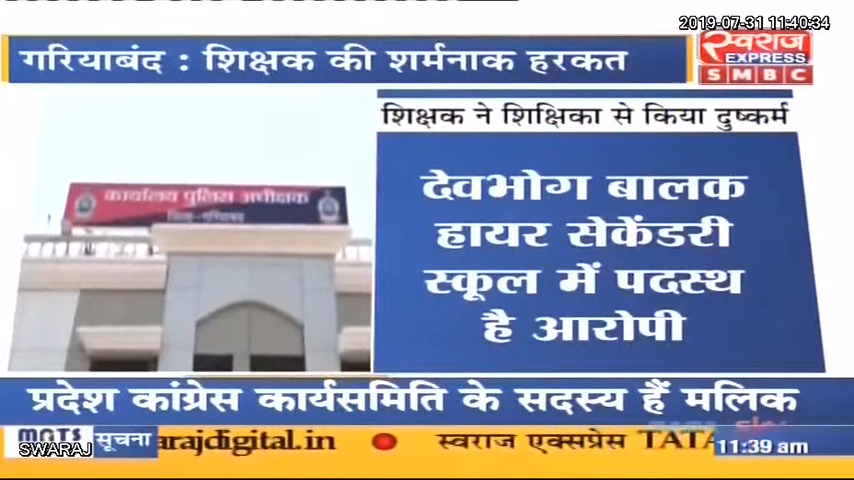 2019-07-31 11:40:34
गरियाबंद : शिक्षक की शर्मनाक हरकत
स्वराज
EXPRESS
SMBC
शिक्षक ने शिक्षिका से किया दुष्कर्म
कार्यालय पुलिस अधीक्षक
जिला-गरियाबंद
देवभोग बालक
हायर सेकेंडरी
स्कूल में पदस्थ
है आरोपी
प्रदेश कांग्रेस कार्यसमिति के सदस्य हैं मलिक
MATS
SWARAJ
सूचना
arajdigital.in
स्वराज एक्सप्रेस TATA
11:39 am